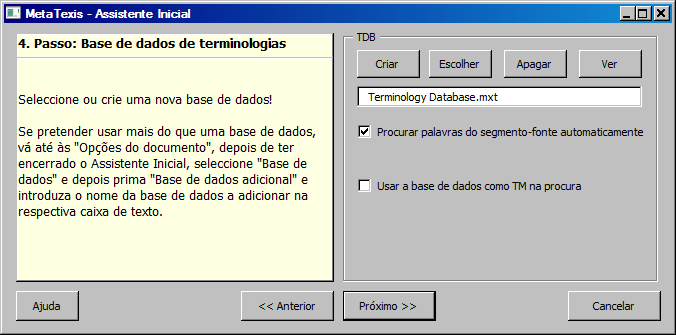 MetaTexis - Assistente Inicial
4. Passo: Base de dados de terminologias
Seleccione ou crie uma nova base de dados!
Se pretender usar mais do que uma base de dados,
vá até às "Opções do documento", depois de ter
encerrado o Assistente Inicial, seleccione "Base de
dados" e depois prima "Base de dados adicional" e
introduza o nome da base de dados a adicionar na
respectiva caixa de texto.
TDB
Criar
Escolher
Apagar
Ver
Terminology Database.mxt
Procurar palavras do segmento-fonte automaticamente
Usar a base de dados como TM na procura
Ajuda
<< Anterior
Próximo >>
Cancelar